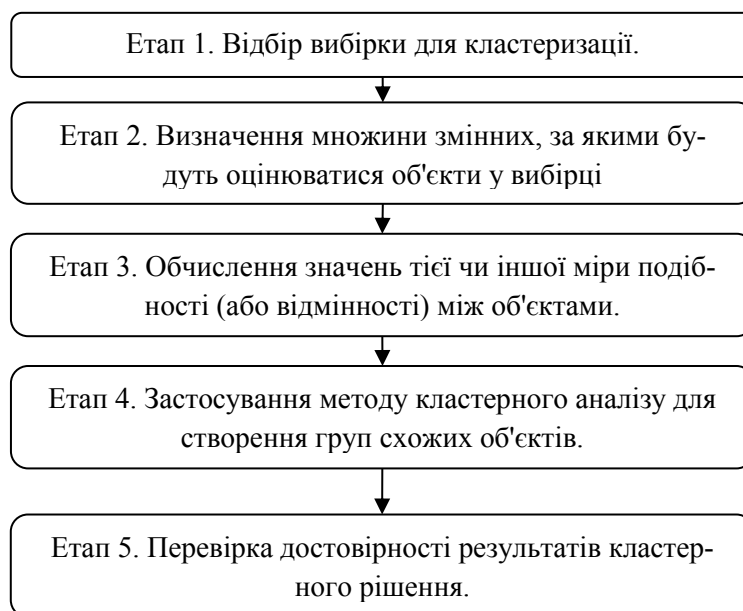 Етап 1. Відбір вибірки для кластеризації.
Етап 2. Визначення множини змінних, за якими бу-
дуть оцінюватися об'єкти у вибірці
Етап 3. Обчислення значень тієї чи іншої міри подіб-
ності (або відмінності) між об'єктами.
Етап 4. Застосування методу кластерного аналізу для
створення груп схожих об'єктів.
Етап 5. Перевірка достовірності результатів кластер-
ного рішення.